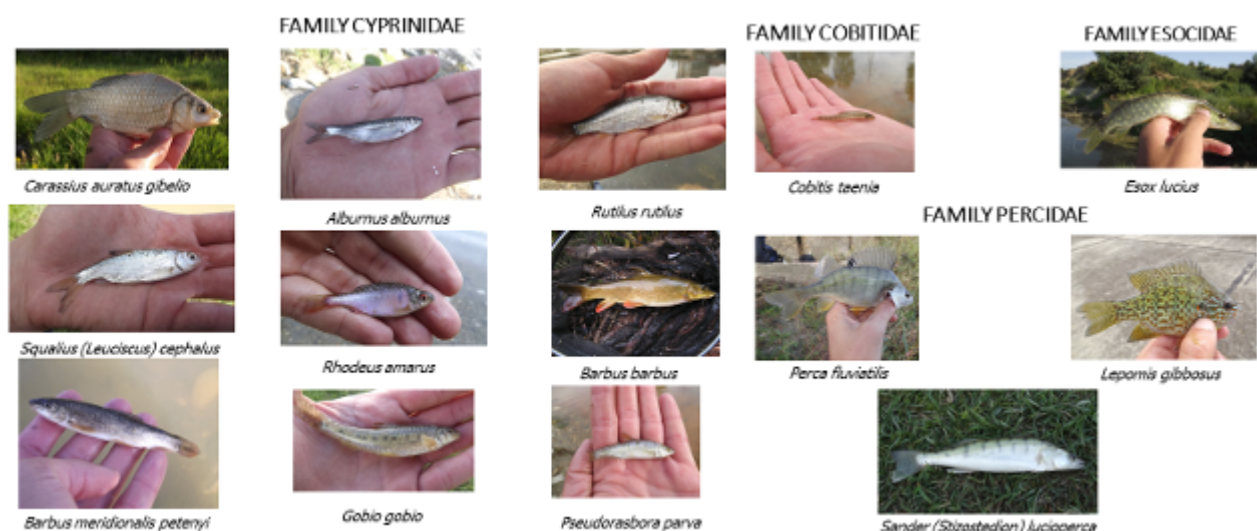 FAMILY CYPRINIDAE
FAMILY COBITIDAE
FAMILY ESOCIDAE
Carassius auratus gibelio
Alburnus alburnus
Rutilus rutilus
Cobitis taenia
Esox lucius
FAMILY PERCIDAE
Squalius (Leuciscus) cephalus
Rhodeus amarus
Barbus barbus
Perca fluviatilis
Lepomis gibbosus
Barbus meridionalis petenyi
Gobio gobio
Pseudorasbora parva
Sander (Stizostedion) lucioperca